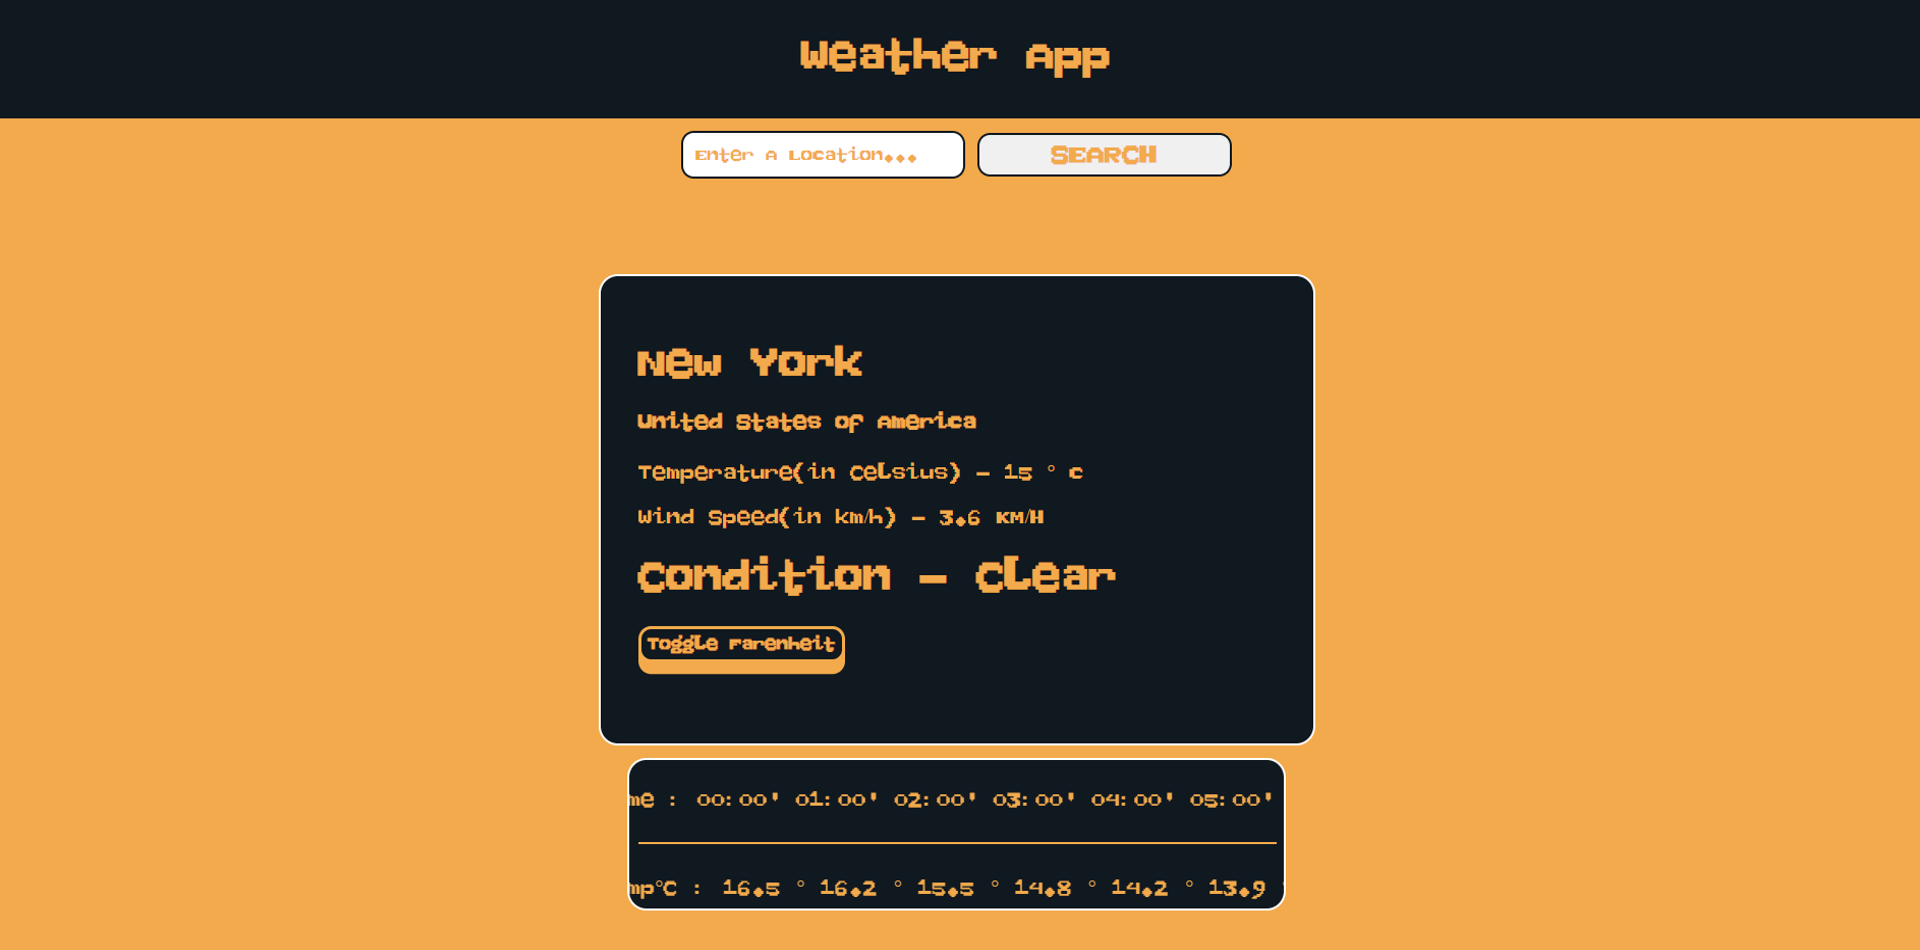 Weather App
Enter A Location...
SEARCH
New York
United States of America
Temperature(in Celsius) - 15 ° c
Wind Speed(in km/h) - 3.6 KM/H
Condition - Clear
Toggle Farenheit
me : 00:00' 01:00' 02:00' 03:00' 04:00' 05:00'
mp°C : 16.5 ° 16.2 ° 15.5 ° 14.8 ° 14.2 ° 13.9